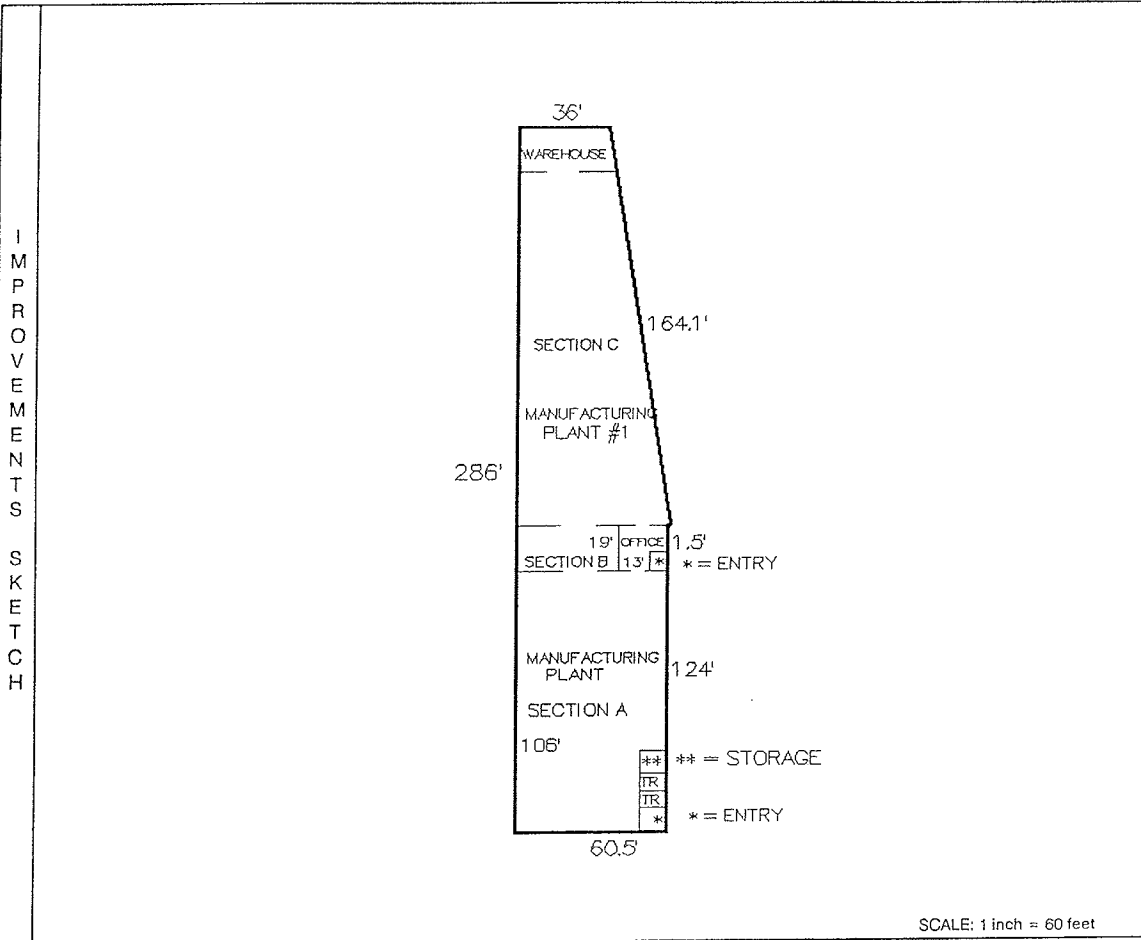 IMPROVEMENTS SKETCH
36'
WAREHOUSE
164.1'
SECTION C
MANUFACTURING
PLANT #1
286'
19' OFFICE 1.5'
SECTION B 13' * * = ENTRY
MANUFACTURING
PLANT
124'
SECTION A
106'
** ** = STORAGE
TR
TR
* * = ENTRY
60.5'
SCALE: 1 inch = 60 feet